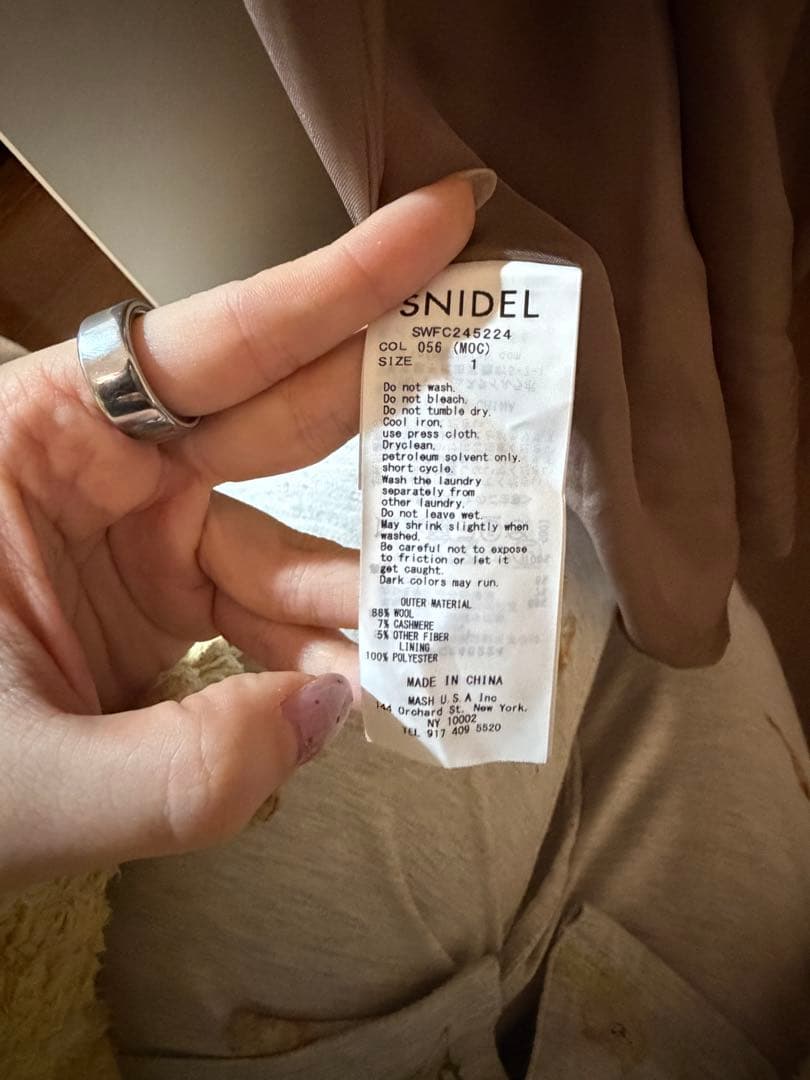 SNIDEL
SWFC245224
COL 056 (MOC)
SIZE 1
Do not wash.
Do not bleach.
Do not tumble dry.
Cool iron,
use press cloth.
Dryclean,
petroleum solvent only.
short cycle.
Wash the laundry
separately from
other laundry.
Do not leave wet.
May shrink slightly when
washed.
Be careful not to expose
to friction or let it
get caught.
Dark colors may run.
OUTER MATERIAL
88% WOOL
7% CASHMERE
5% OTHER FIBER
LINING
100% POLYESTER
MADE IN CHINA
MASH U.S.A Inc
144 Orchard St. New York.
NY 10002
TEL 917 409 5520